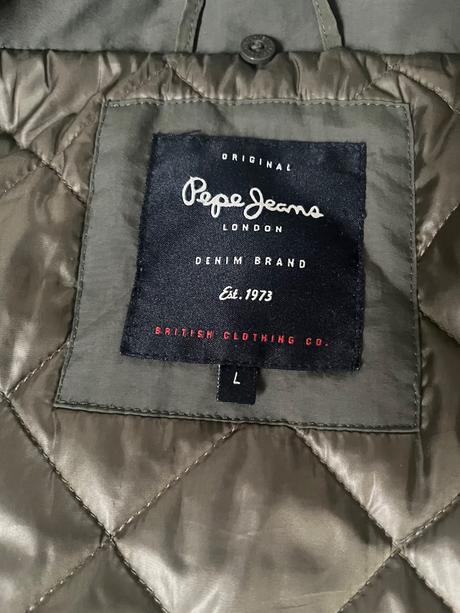 ORIGINAL
Pepe Jeans
LONDON
DENIM BRAND
Est. 1973
BRITISH CLOTHING CO.
L